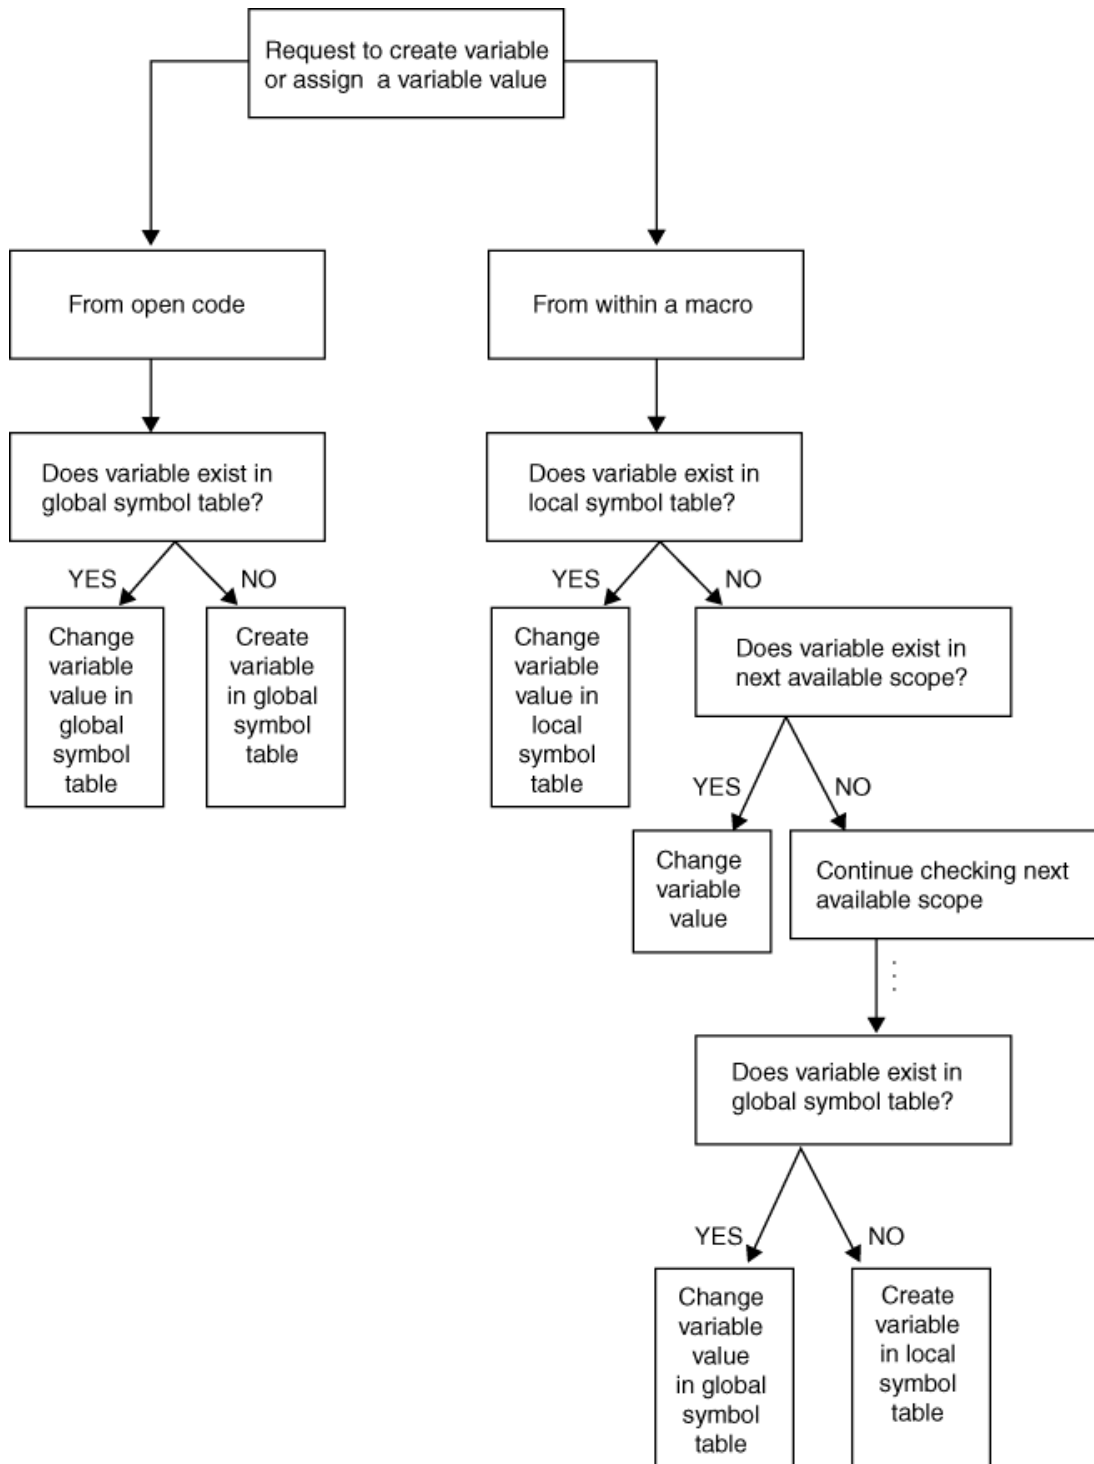 Request to create variable
or assign a variable value
From open code
From within a macro
Does variable exist in
global symbol table?
Does variable exist in
local symbol table?
YES
NO
YES
NO
Change
variable
value in
global
symbol
table
Create
variable
in global
symbol
table
Change
variable
value in
local
symbol
table
Does variable exist in
next available scope?
YES
NO
Change
variable
value
Continue checking next
available scope
Does variable exist in
global symbol table?
YES
NO
Change
variable
value
in global
symbol
table
Create
variable
in local
symbol
table